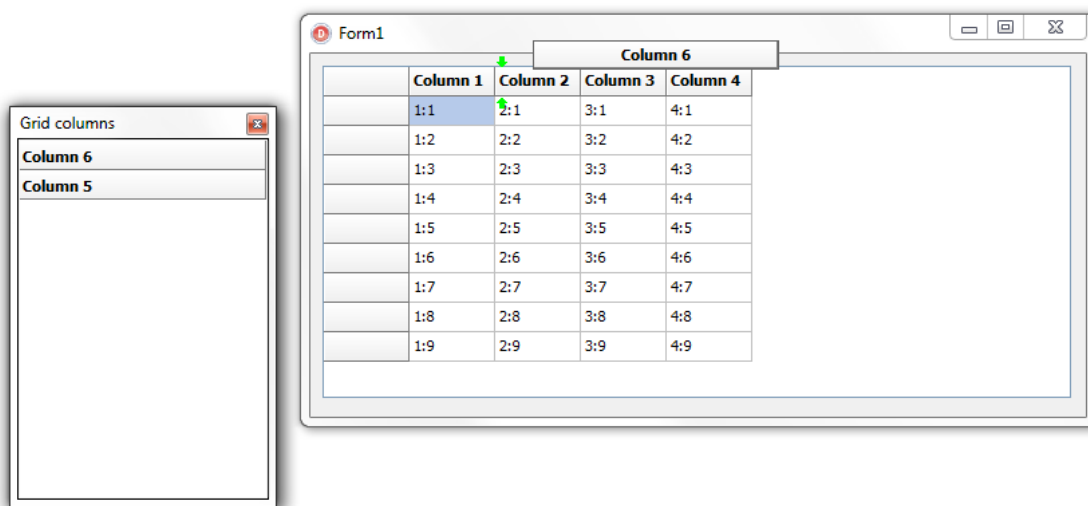 Form1
Column 6
Column 1 Column 2 Column 3 Column 4
1:1 2:1 3:1 4:1
1:2 2:2 3:2 4:2
1:3 2:3 3:3 4:3
1:4 2:4 3:4 4:4
1:5 2:5 3:5 4:5
1:6 2:6 3:6 4:6
1:7 2:7 3:7 4:7
1:8 2:8 3:8 4:8
1:9 2:9 3:9 4:9
Grid columns
Column 6
Column 5